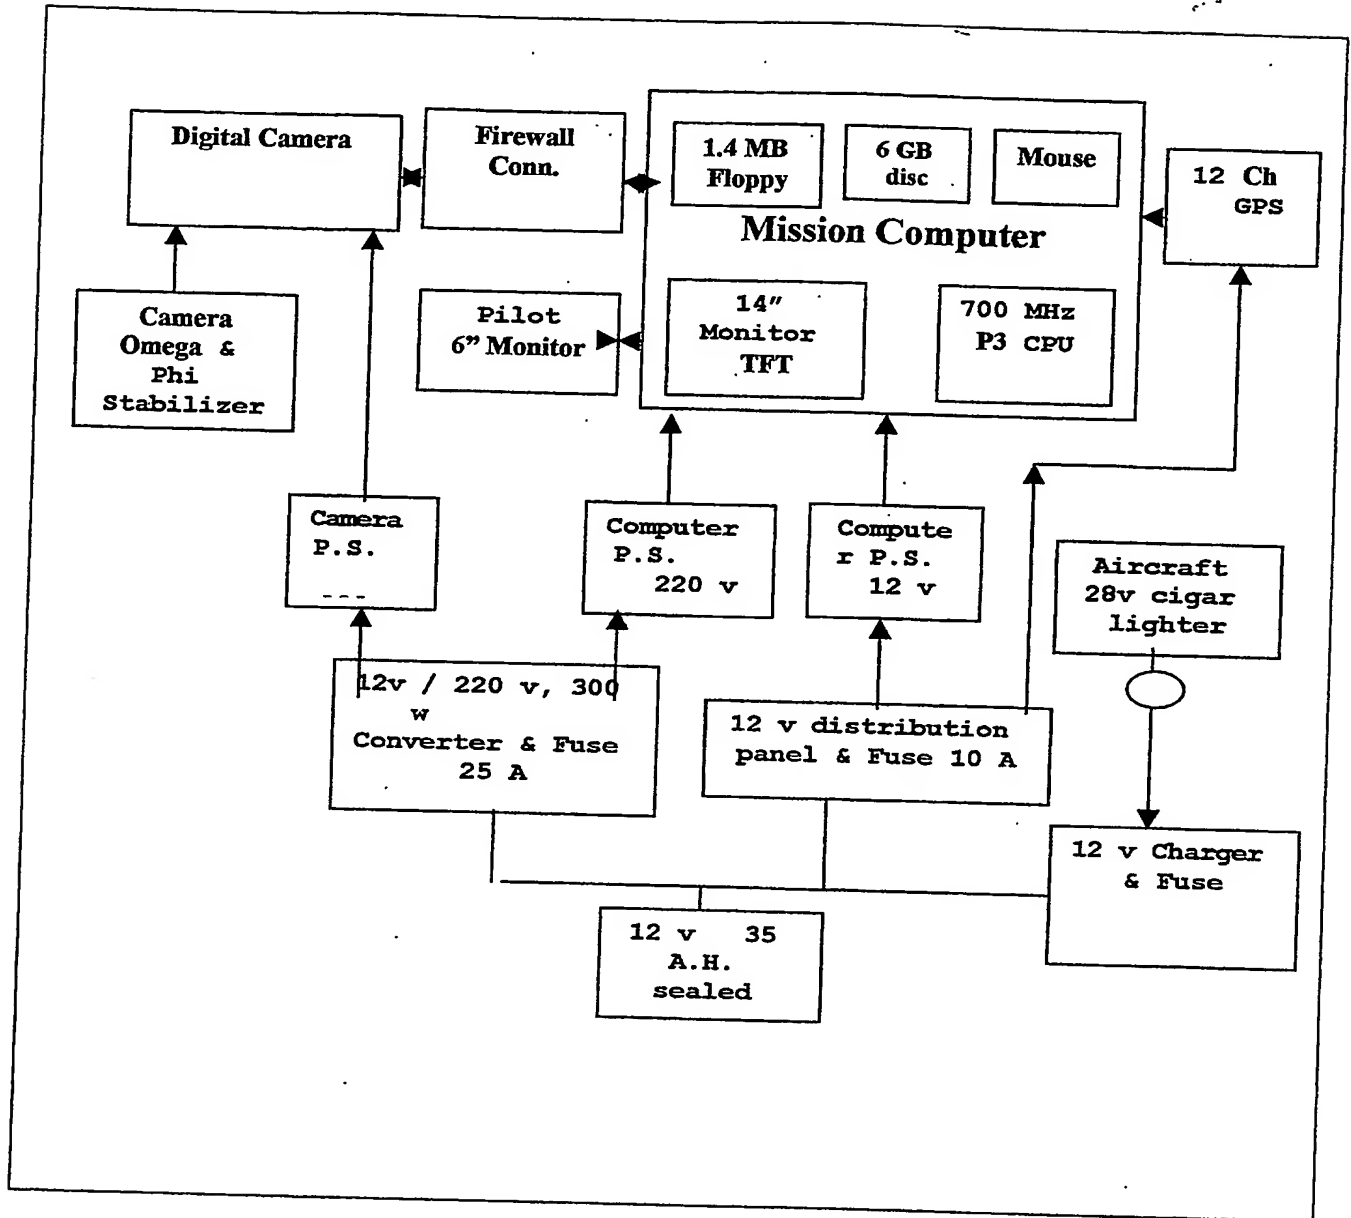 Digital Camera
Firewall
Conn.
1.4 MB
Floppy
6 GB
disc
Mouse
12 Ch
GPS
Mission Computer
Camera
Omega &
Phi
Stabilizer
Pilot
6” Monitor
14″
Monitor
TFT
700 MHz
P3 CPU
Camera
P.S.
---
Computer
P.S.
220 v
Compute
r P.S.
12 v
Aircraft
28v cigar
lighter
12v / 220 v, 300
w
Converter & Fuse
25 A
12 v distribution
panel & Fuse 10 A
12 v Charger
& Fuse
12 v 35
A.H.
sealed